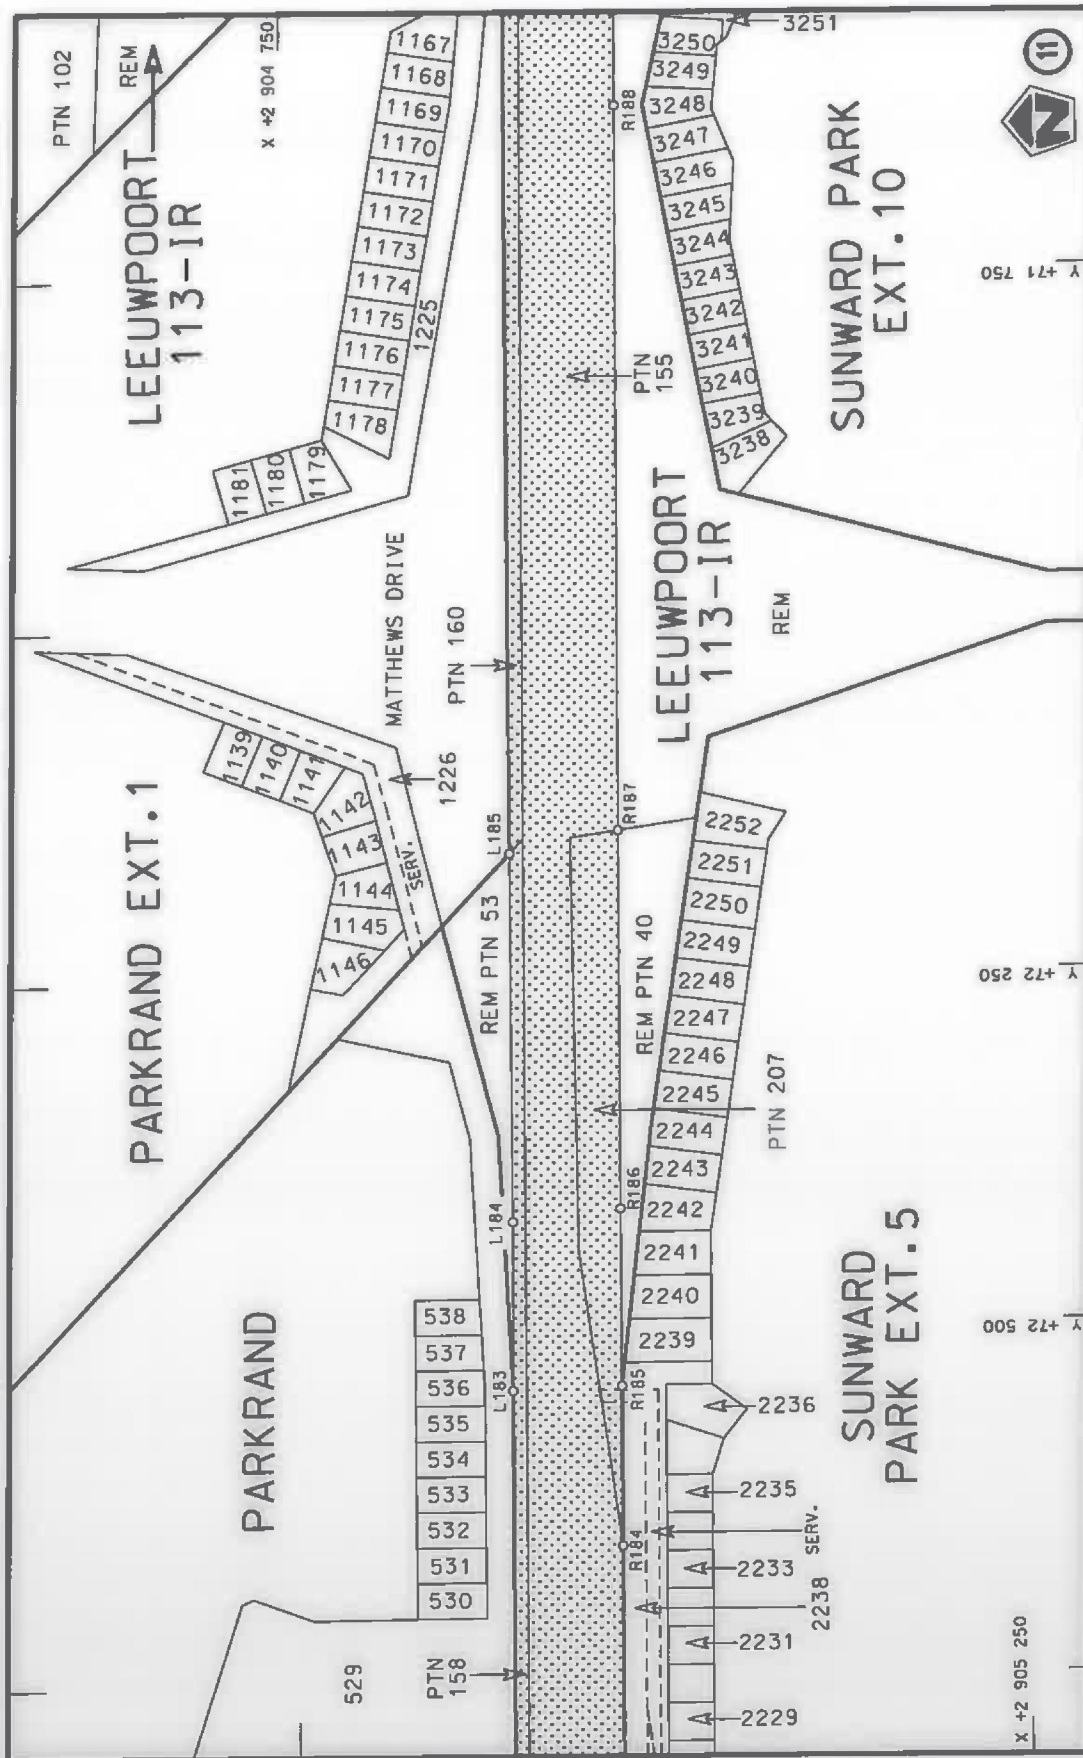 PTN 102
REM
LEEUWPOORT
113-IR
X +2 904 750
1167
1168
1169
1170
1171
1172
1173
1174
1175
1176
1177
1178
1179
1180
1181
1225
3251
3250
3249
3248
3247
3246
3245
3244
3243
3242
3241
3240
3239
3238
R188
11
N
SUNWARD PARK
EXT.10
Y +71 750
PTN
155
MATTHEWS DRIVE
PTN 160
LEEUWPOORT
113-IR
REM
PARKRAND EXT.1
1139
1140
1141
1142
1143
1144
1145
1146
SERV.
1226
L185
R187
REM PTN 53
REM PTN 40
2252
2251
2250
2249
2248
2247
2246
2245
2244
2243
2242
2241
2240
2239
Y +72 250
PTN 207
L184
R186
PARKRAND
538
537
536
535
534
533
532
531
530
529
L183
R185
R184
PTN
158
SUNWARD
PARK EXT.5
Y +72 500
2236
2235
SERV.
2233
2238
2231
2229
X +2 905 250